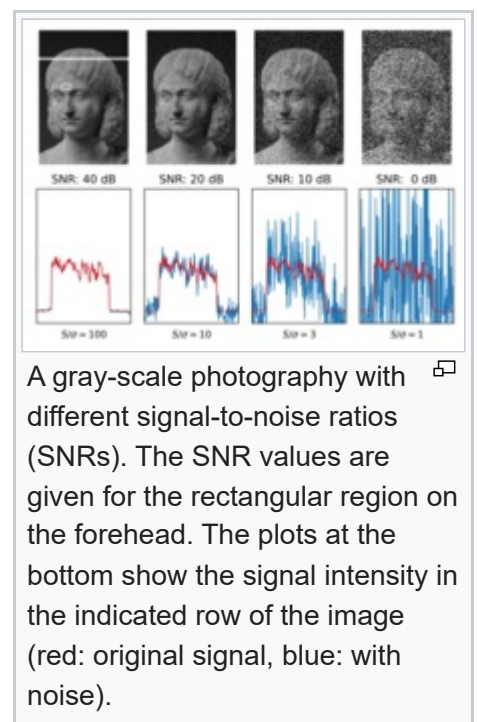 SNR: 40 dB SNR: 20 dB SNR: 10 dB SNR: 0 dB
S/σ = 100 S/σ = 10 S/σ = 3 S/σ = 1
A gray-scale photography with
different signal-to-noise ratios
(SNRs). The SNR values are
given for the rectangular region on
the forehead. The plots at the
bottom show the signal intensity in
the indicated row of the image
(red: original signal, blue: with
noise).